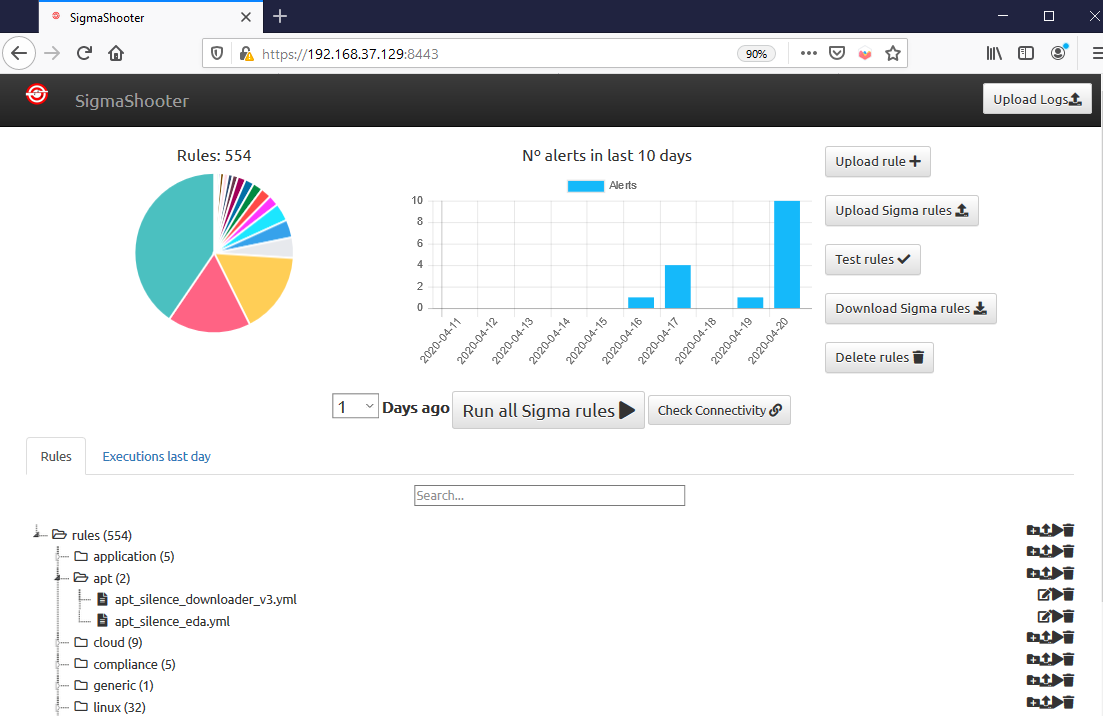 SigmaShooter
https://192.168.37.129:8443
90%
SigmaShooter
Upload Logs
Rules: 554
Nº alerts in last 10 days
Alerts
10
8
6
4
2
0
2020-04-11
2020-04-12
2020-04-13
2020-04-14
2020-04-15
2020-04-16
2020-04-17
2020-04-18
2020-04-19
2020-04-20
Upload rule
Upload Sigma rules
Test rules
Download Sigma rules
Delete rules
1 Days ago Run all Sigma rules Check Connectivity
Rules Executions last day
Search...
rules (554)
application (5)
apt (2)
apt_silence_downloader_v3.yml
apt_silence_eda.yml
cloud (9)
compliance (5)
generic (1)
linux (32)